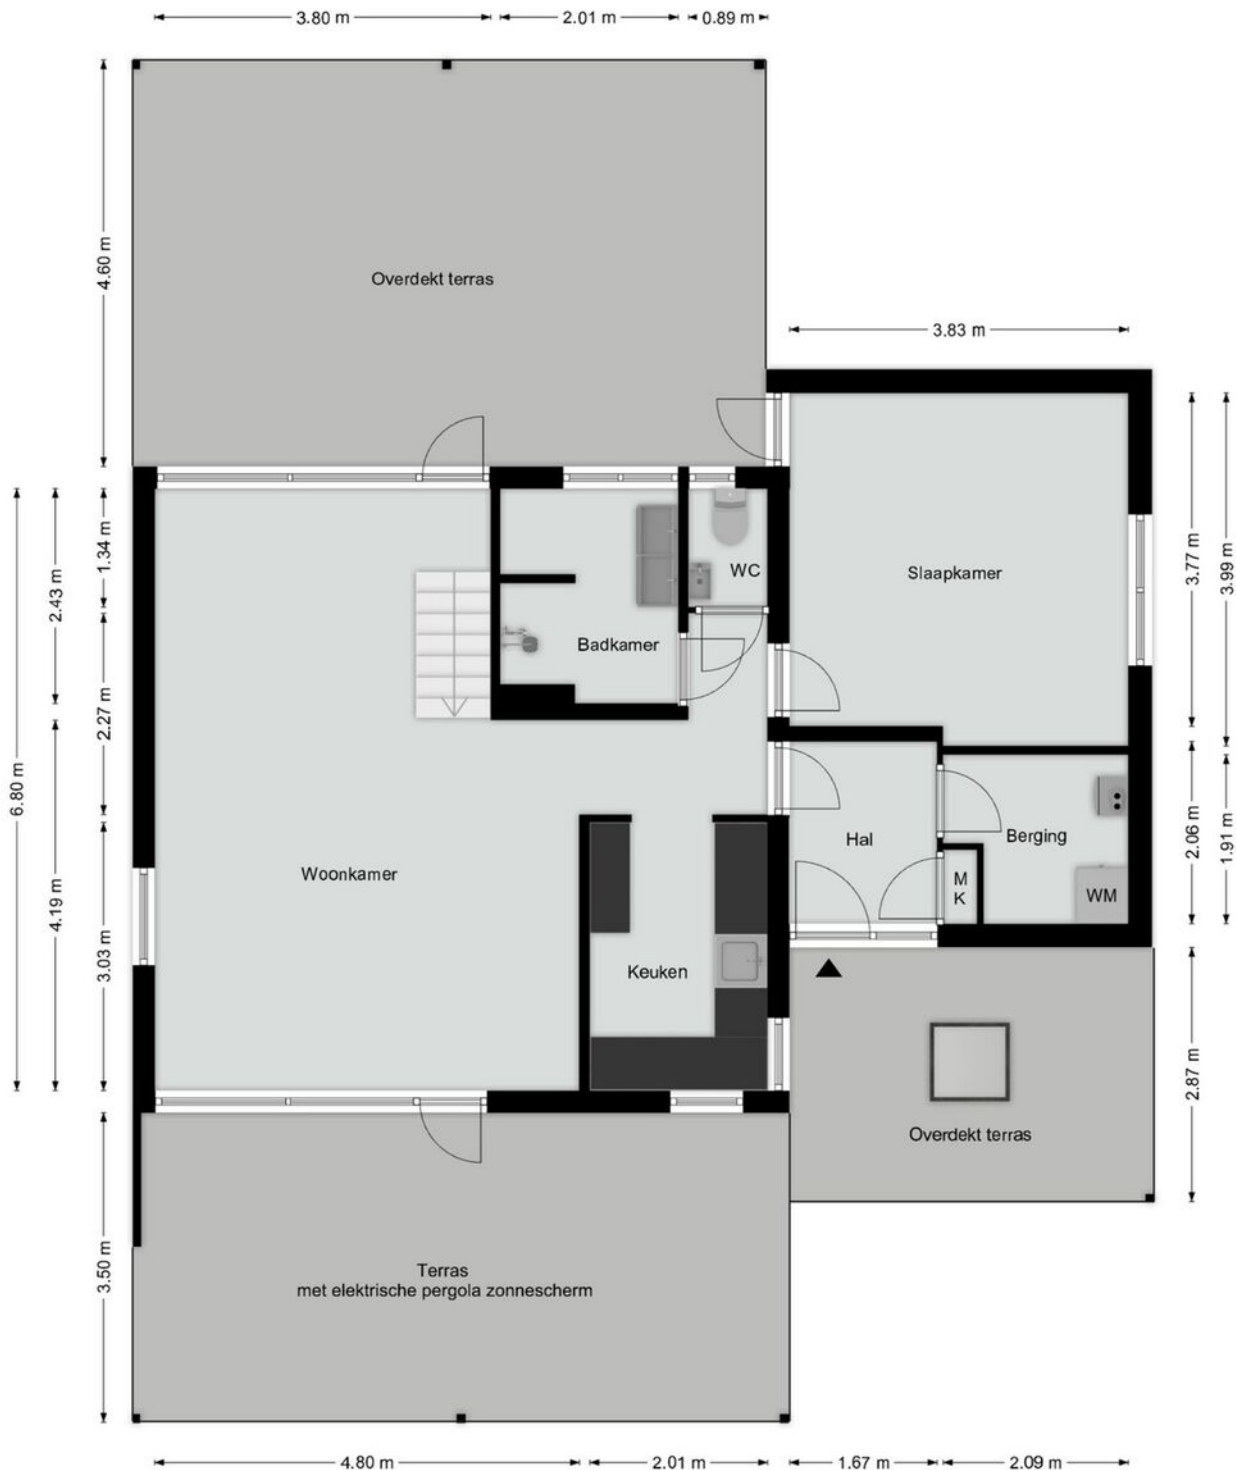 3.80 m
2.01 m
0.89 m
4.60 m
Overdekt terras
3.83 m
6.80 m
2.43 m
4.19 m
1.34 m
2.27 m
3.03 m
3.77 m
3.99 m
WC
Slaapkamer
Badkamer
Hal
Berging
2.06 m
1.91 m
Woonkamer
M
K
WM
Keuken
2.87 m
Overdekt terras
3.50 m
Terras
met elektrische pergola zonnescherm
4.80 m
2.01 m
1.67 m
2.09 m